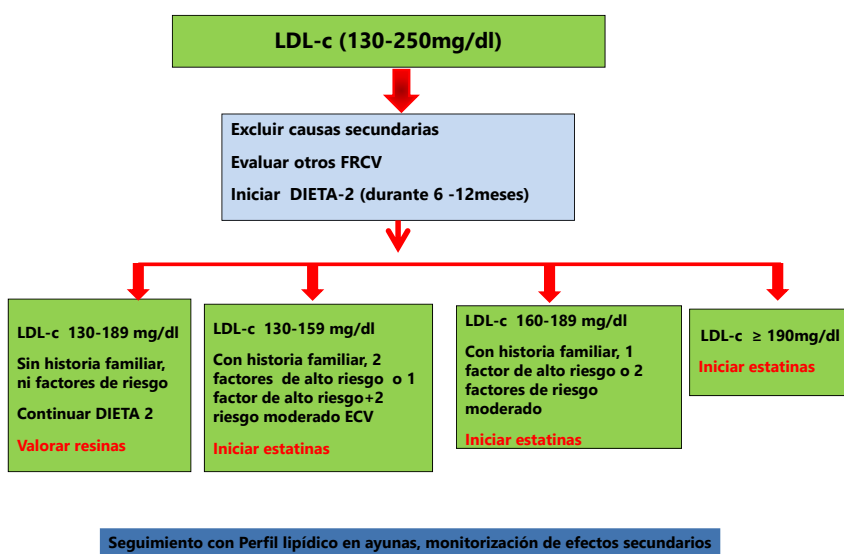 LDL-c (130-250mg/dl)
Excluir causas secundarias
Evaluar otros FRCV
Iniciar DIETA-2 (durante 6 -12meses)
LDL-c 130-189 mg/dl
Sin historia familiar,
ni factores de riesgo
Continuar DIETA 2
Valorar resinas
LDL-c 130-159 mg/dl
Con historia familiar, 2
factores de alto riesgo o 1
factor de alto riesgo+2
riesgo moderado ECV
Iniciar estatinas
LDL-c 160-189 mg/dl
Con historia familiar, 1
factor de alto riesgo o 2
factores de riesgo
moderado
Iniciar estatinas
LDL-c ≥ 190mg/dl
Iniciar estatinas
Seguimiento con Perfil lipídico en ayunas, monitorización de efectos secundarios